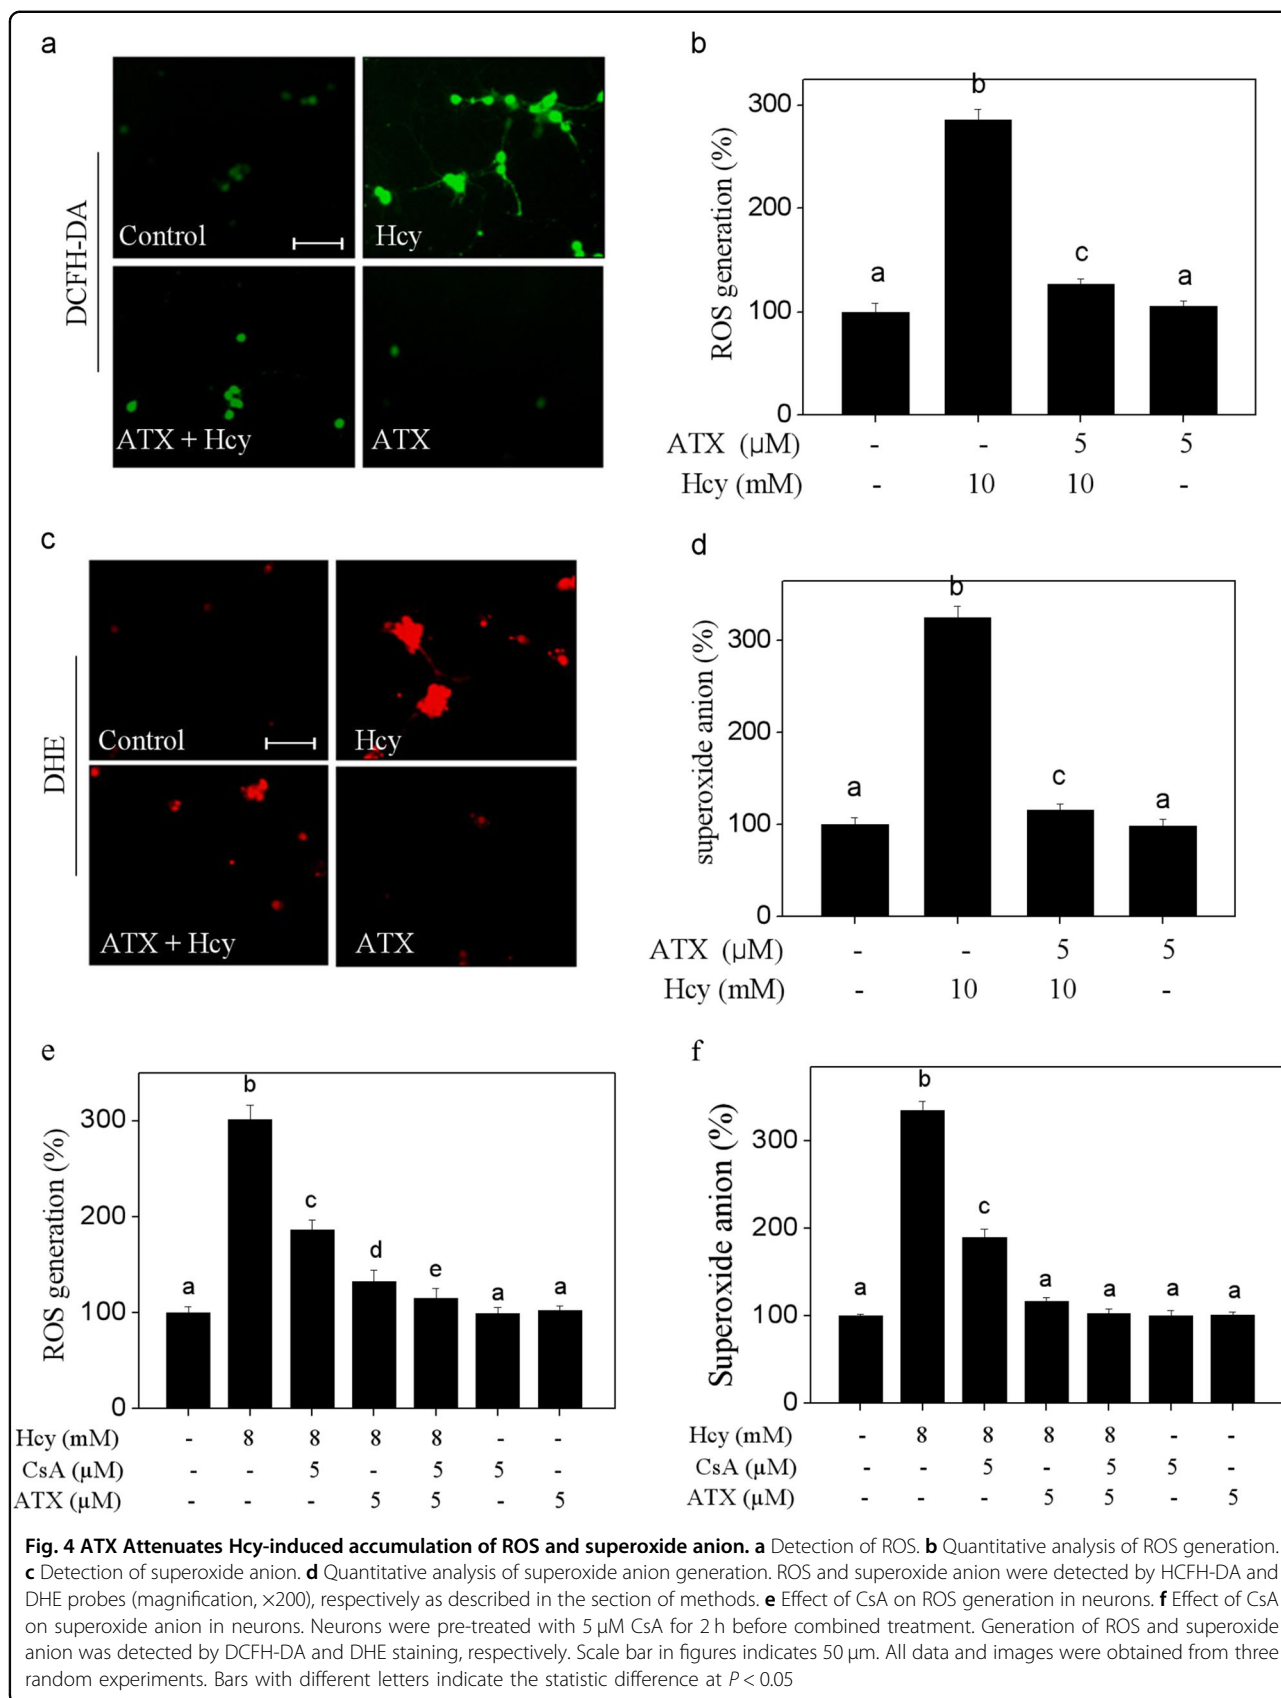 a
DCFH-DA
Control
Hcy
ATX + Hcy
ATX
b
ROS generation (%)
300
200
100
0
b
a
c
a
ATX (μM) - - 5 5
Hcy (mM) - 10 10 -
c
DHE
Control
Hcy
ATX + Hcy
ATX
d
superoxide anion (%)
300
200
100
0
b
a
c
a
ATX (μM) - - 5 5
Hcy (mM) - 10 10 -
e
ROS generation (%)
300
200
100
0
a
b
c
d
e
a
a
Hcy (mM) - 8 8 8 8 - -
CsA (μM) - - 5 - 5 5 -
ATX (μM) - - - 5 5 - 5
f
Superoxide anion (%)
300
200
100
0
a
b
c
a
a
a
a
Hcy (mM) - 8 8 8 8 - -
CsA (μM) - - 5 - 5 5 -
ATX (μM) - - - 5 5 - 5
Fig. 4 ATX Attenuates Hcy-induced accumulation of ROS and superoxide anion. a Detection of ROS. b Quantitative analysis of ROS generation.
c Detection of superoxide anion. d Quantitative analysis of superoxide anion generation. ROS and superoxide anion were detected by HCFH-DA and
DHE probes (magnification, ×200), respectively as described in the section of methods. e Effect of CsA on ROS generation in neurons. f Effect of CsA
on superoxide anion in neurons. Neurons were pre-treated with 5 μM CsA for 2 h before combined treatment. Generation of ROS and superoxide
anion was detected by DCFH-DA and DHE staining, respectively. Scale bar in figures indicates 50 μm. All data and images were obtained from three
random experiments. Bars with different letters indicate the statistic difference at P < 0.05